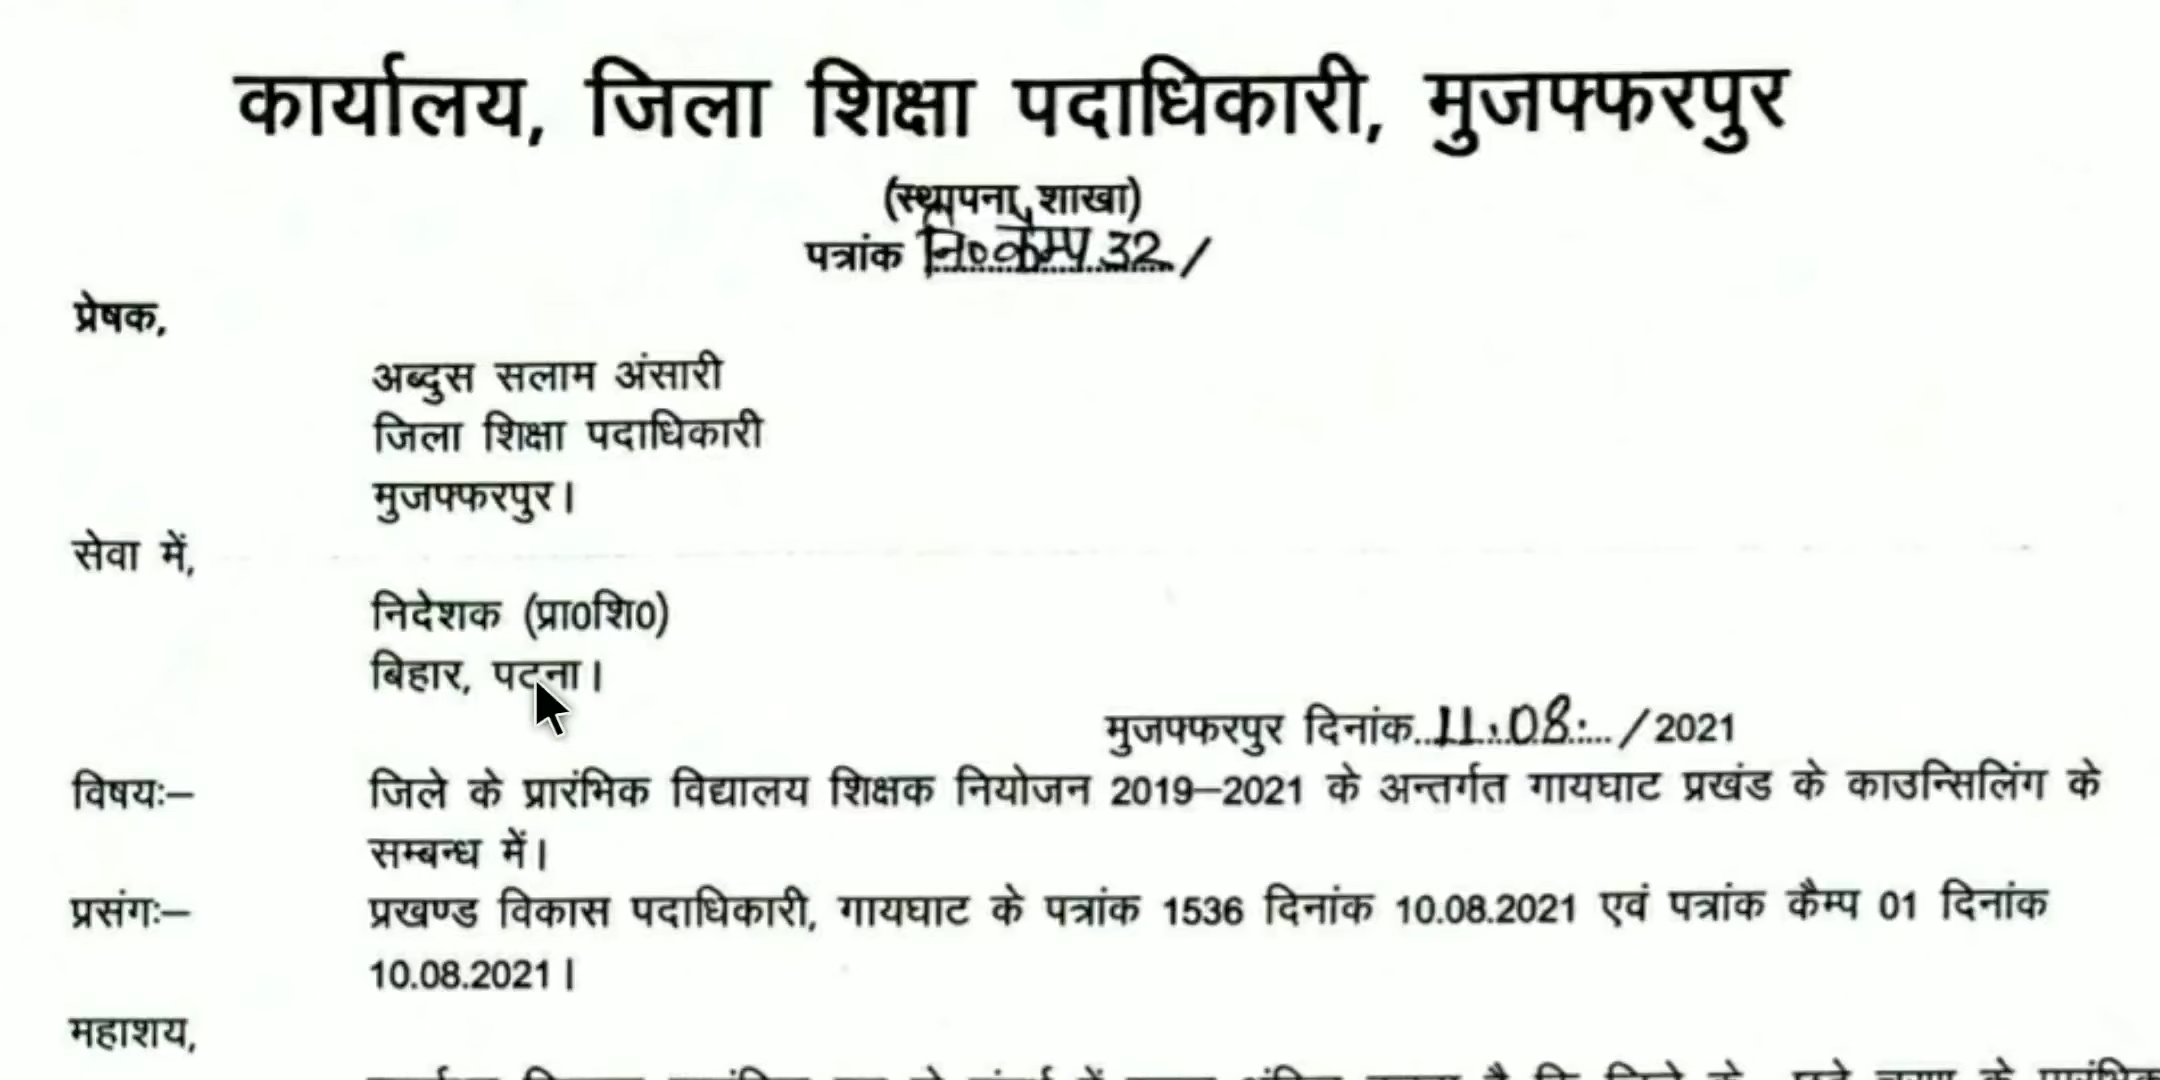 कार्यालय, जिला शिक्षा पदाधिकारी, मुजफ्फरपुर
(स्थापना शाखा)
पत्रांक नि० कैम्प 32 /
प्रेषक,
अब्दुस सलाम अंसारी
जिला शिक्षा पदाधिकारी
मुजफ्फरपुर।
सेवा में,
निदेशक (प्रा0शि0)
बिहार, पटना।
मुजफ्फरपुर दिनांक..11.08:.../2021
विषयः– जिले के प्रारंभिक विद्यालय शिक्षक नियोजन 2019–2021 के अन्तर्गत गायघाट प्रखंड के काउन्सिलिंग के
सम्बन्ध में।
प्रसंगः– प्रखण्ड विकास पदाधिकारी, गायघाट के पत्रांक 1536 दिनांक 10.08.2021 एवं पत्रांक कैम्प 01 दिनांक
10.08.2021।
महाशय,